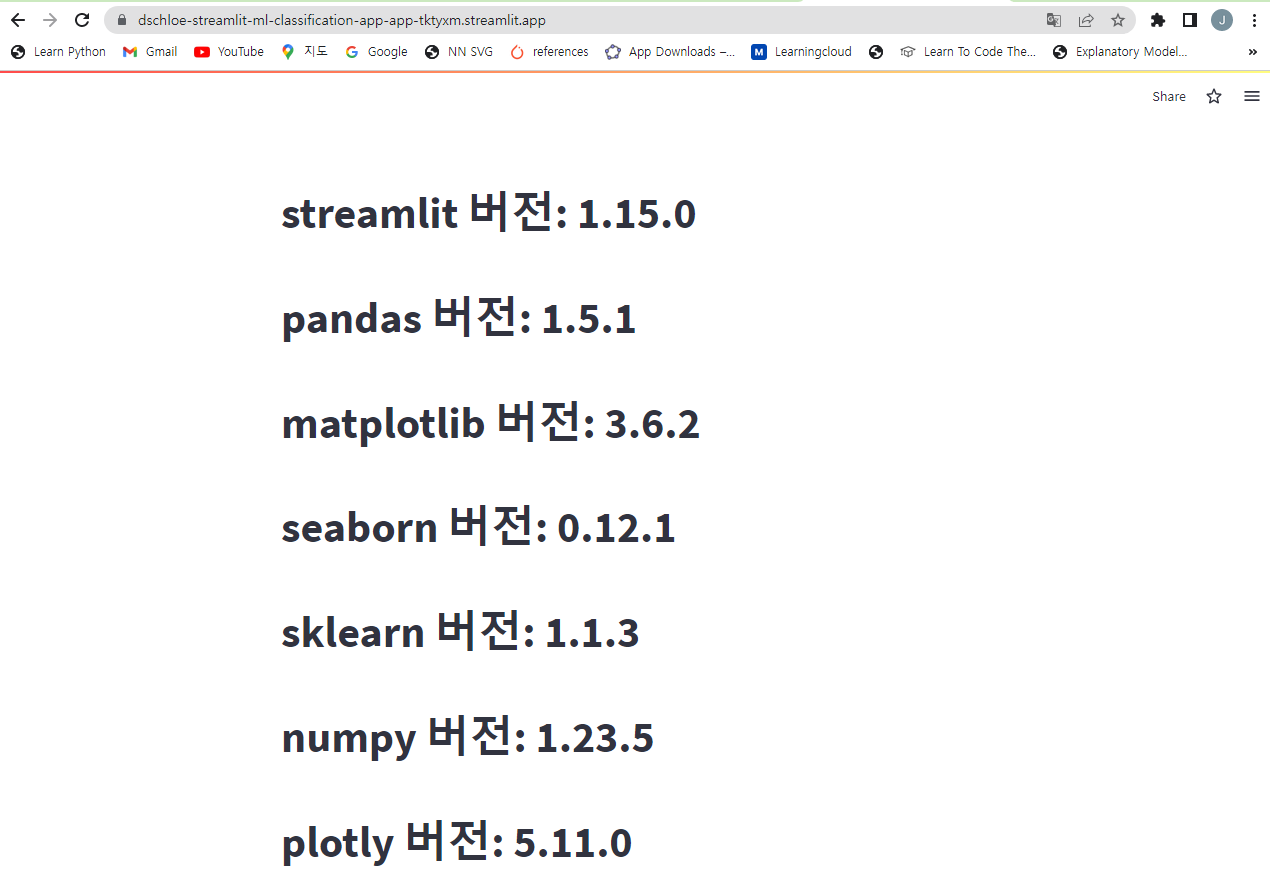 dschloe-streamlit-ml-classification-app-app-tktyxm.streamlit.app
J
Learn Python Gmail YouTube 지도 Google NN SVG references App Downloads –... M Learningcloud Learn To Code The... Explanatory Model... »
Share
streamlit 버전: 1.15.0
pandas 버전: 1.5.1
matplotlib 버전: 3.6.2
seaborn 버전: 0.12.1
sklearn 버전: 1.1.3
numpy 버전: 1.23.5
plotly 버전: 5.11.0